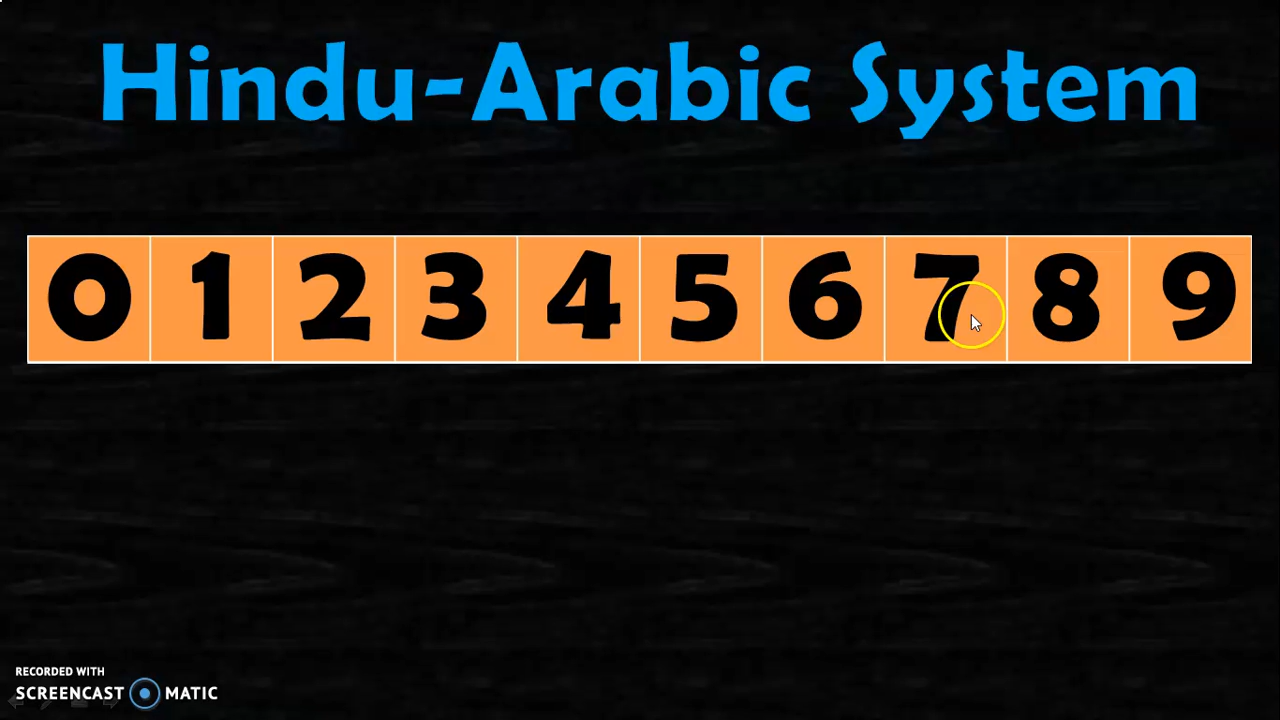 Hindu-Arabic System
0 1 2 3 4 5 6 7 8 9
RECORDED WITH
SCREENCAST MATIC